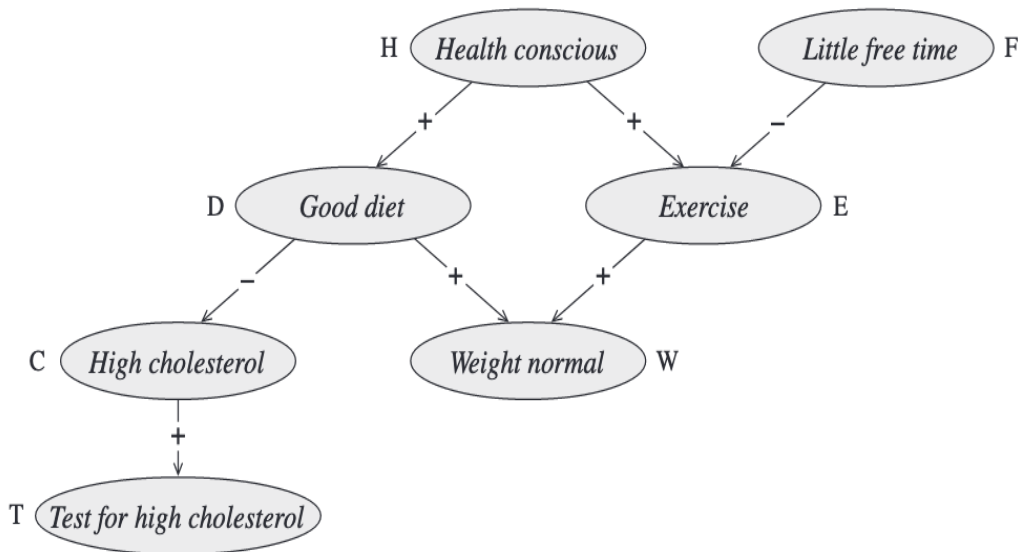 H Health conscious
Little free time F
+
+
−
D Good diet
Exercise E
−
+
+
C High cholesterol
Weight normal W
+
T Test for high cholesterol